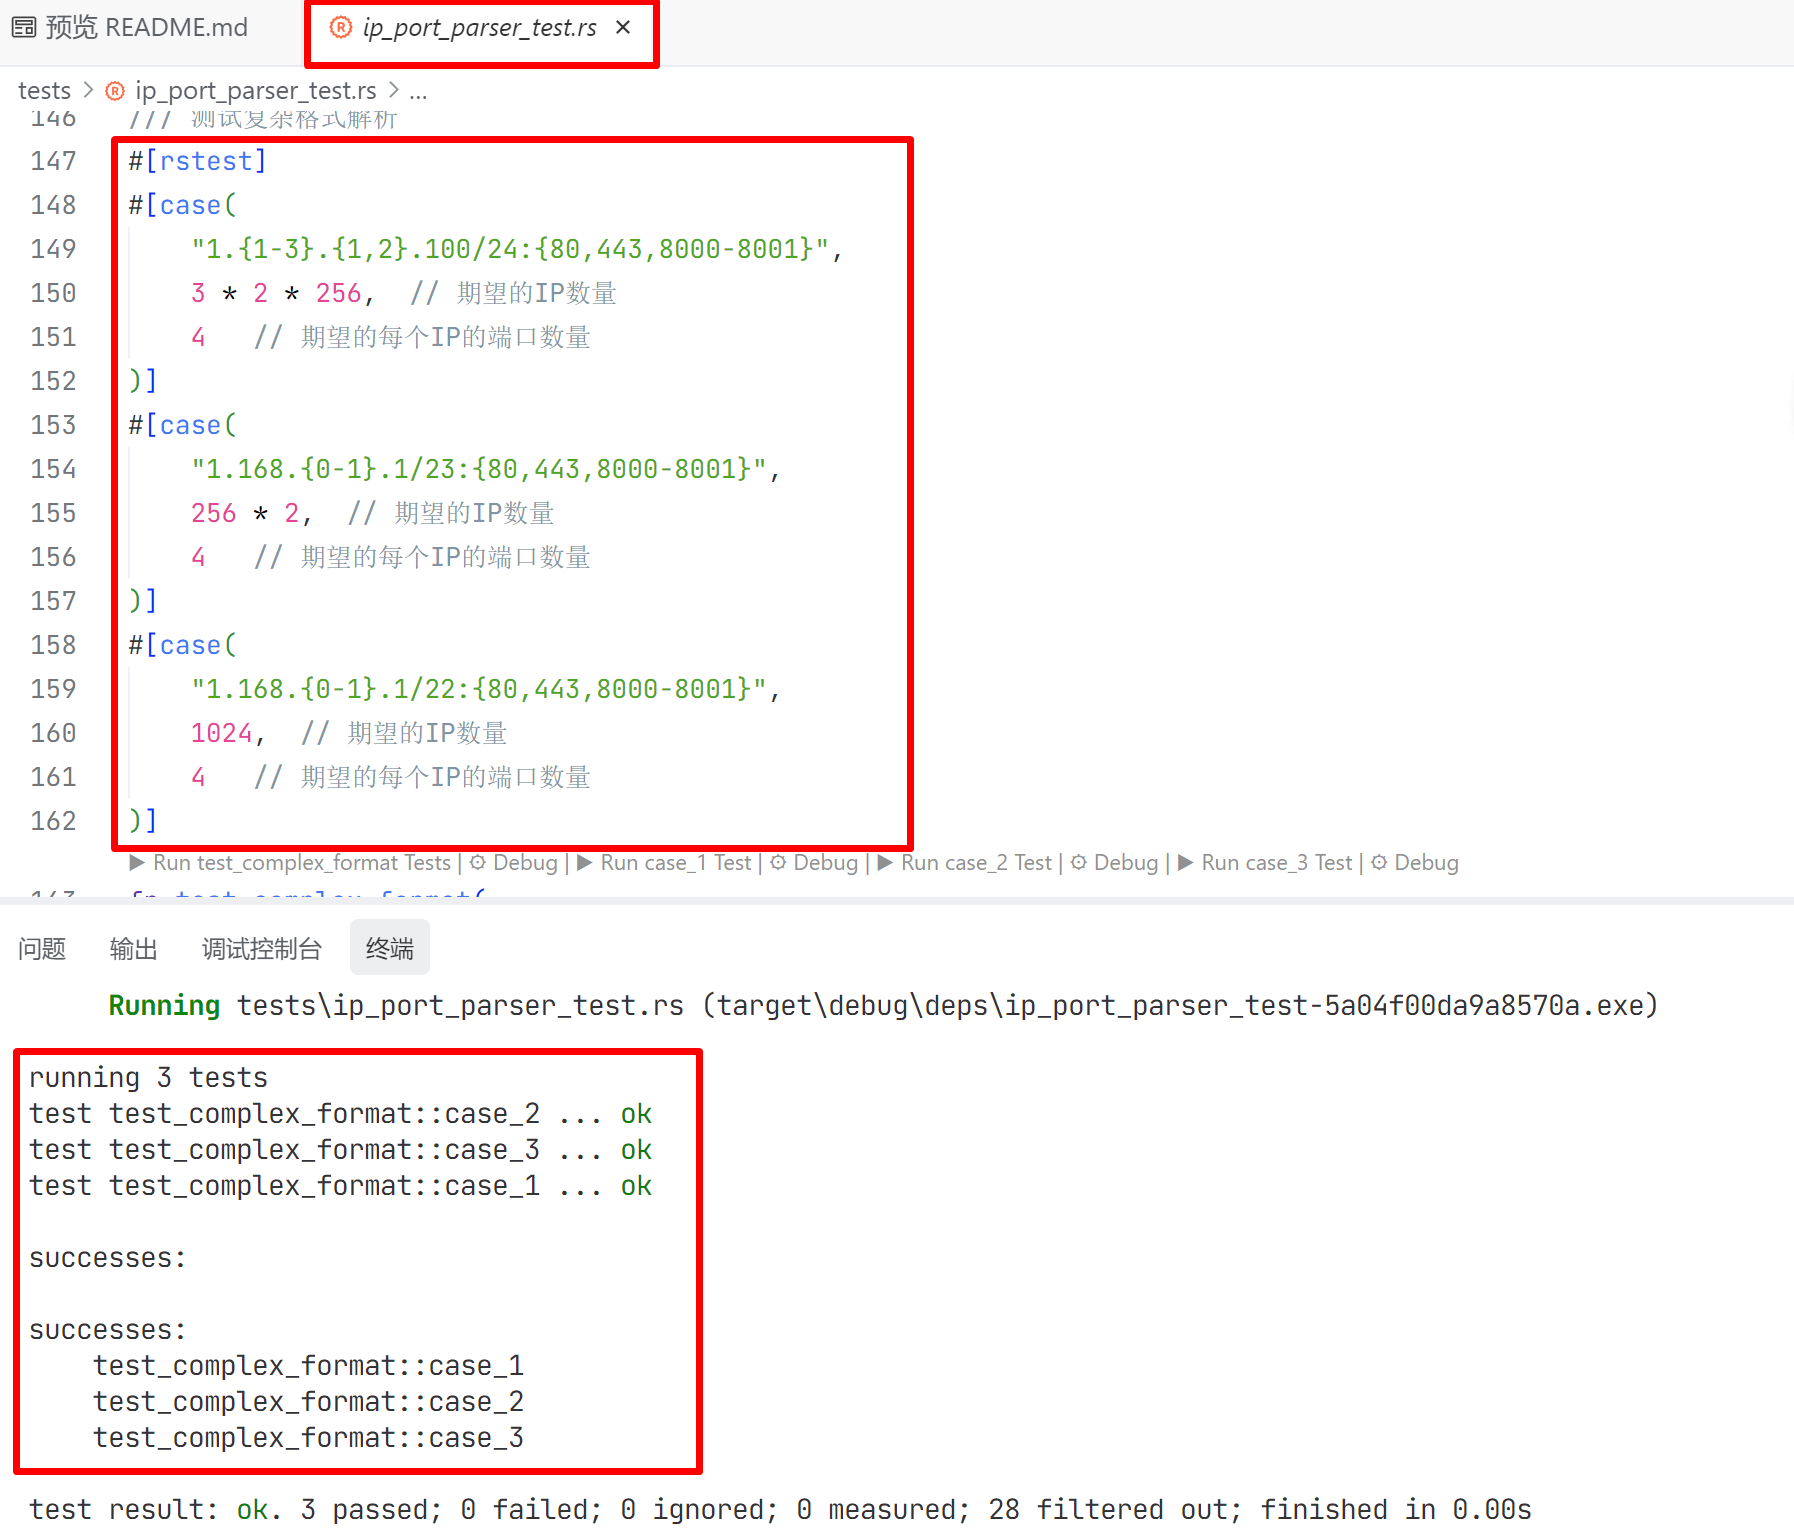 预览 README.md
ip_port_parser_test.rs ×
tests > ip_port_parser_test.rs > ...
146 /// 测试复杂格式解析
147 #[rstest]
148 #[case(
149 "1.{1-3}.{1,2}.100/24:{80,443,8000-8001}",
150 3 * 2 * 256, // 期望的IP数量
151 4 // 期望的每个IP的端口数量
152 )]
153 #[case(
154 "1.168.{0-1}.1/23:{80,443,8000-8001}",
155 256 * 2, // 期望的IP数量
156 4 // 期望的每个IP的端口数量
157 )]
158 #[case(
159 "1.168.{0-1}.1/22:{80,443,8000-8001}",
160 1024, // 期望的IP数量
161 4 // 期望的每个IP的端口数量
162 )]
▶ Run test_complex_format Tests | Debug | ▶ Run case_1 Test | Debug | ▶ Run case_2 Test | Debug | ▶ Run case_3 Test | Debug
163 fn test_complex_format(
问题 输出 调试控制台 终端
Running tests\ip_port_parser_test.rs (target\debug\deps\ip_port_parser_test-5a04f00da9a8570a.exe)
running 3 tests
test test_complex_format::case_2 ... ok
test test_complex_format::case_3 ... ok
test test_complex_format::case_1 ... ok
successes:
successes:
test_complex_format::case_1
test_complex_format::case_2
test_complex_format::case_3
test result: ok. 3 passed; 0 failed; 0 ignored; 0 measured; 28 filtered out; finished in 0.00s